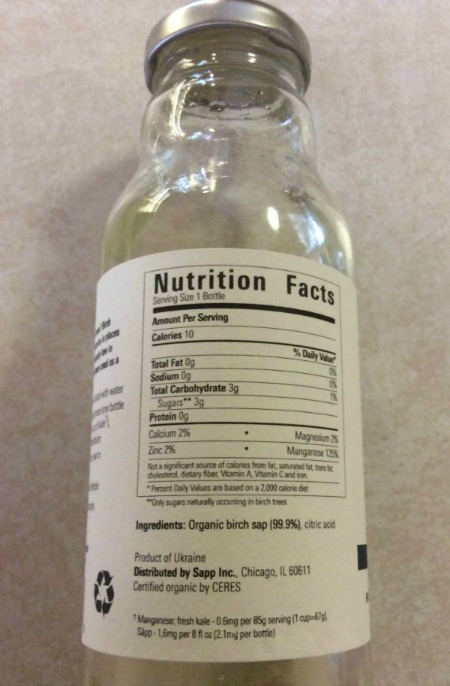 Nutrition Facts
Serving Size 1 Bottle
Amount Per Serving
Calories 10
% Daily Value*
Total Fat 0g 0%
Sodium 0g 0%
Total Carbohydrate 3g 1%
Sugars** 3g
Protein 0g
Calcium 2% • Magnesium 2%
Zinc 2% • Manganese 125%
Not a significant source of calories from fat, saturated fat, trans fat,
cholesterol, dietary fiber, Vitamin A, Vitamin C and iron.
* Percent Daily Values are based on a 2,000 calorie diet
**Only sugars naturally occurring in birch trees
Ingredients: Organic birch sap (99.9%), citric acid
Product of Ukraine
Distributed by Sapp Inc., Chicago, IL 60611
Certified organic by CERES
† Manganese: fresh kale - 0.6mg per 85g serving (1 cup=67g),
Säpp - 1,6mg per 8 fl oz (2.1mg per bottle)